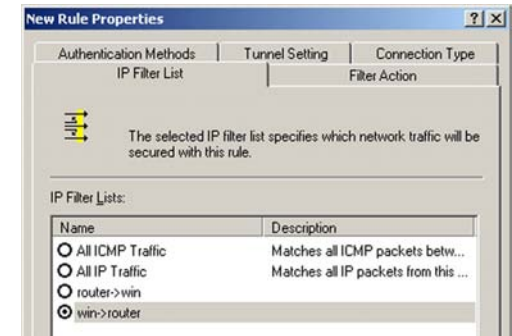 New Rule Properties
Authentication Methods Tunnel Setting Connection Type
IP Filter List Filter Action
The selected IP filter list specifies which network traffic will be
secured with this rule.
IP Filter Lists:
Name Description
All ICMP Traffic Matches all ICMP packets betw...
All IP Traffic Matches all IP packets from this ...
router->win
win->router